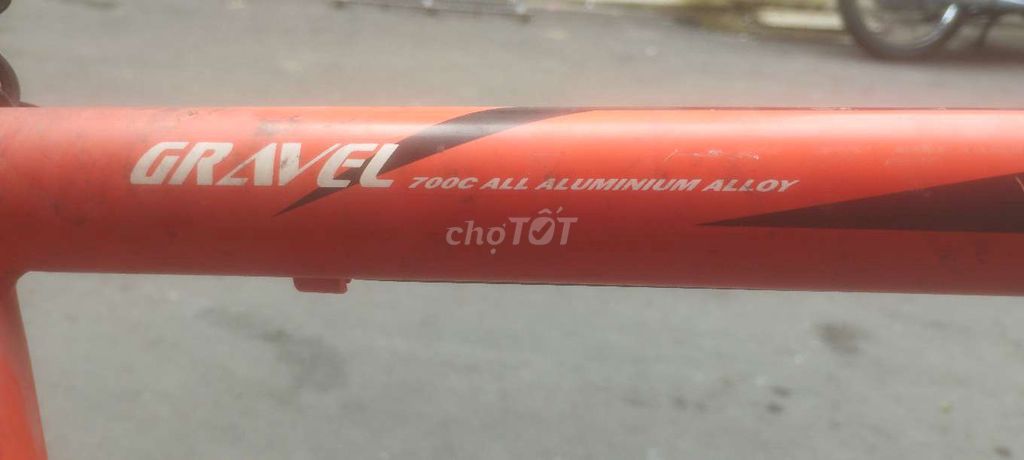 GRAVEL 700C ALL ALUMINIUM ALLOY
chợTỐT